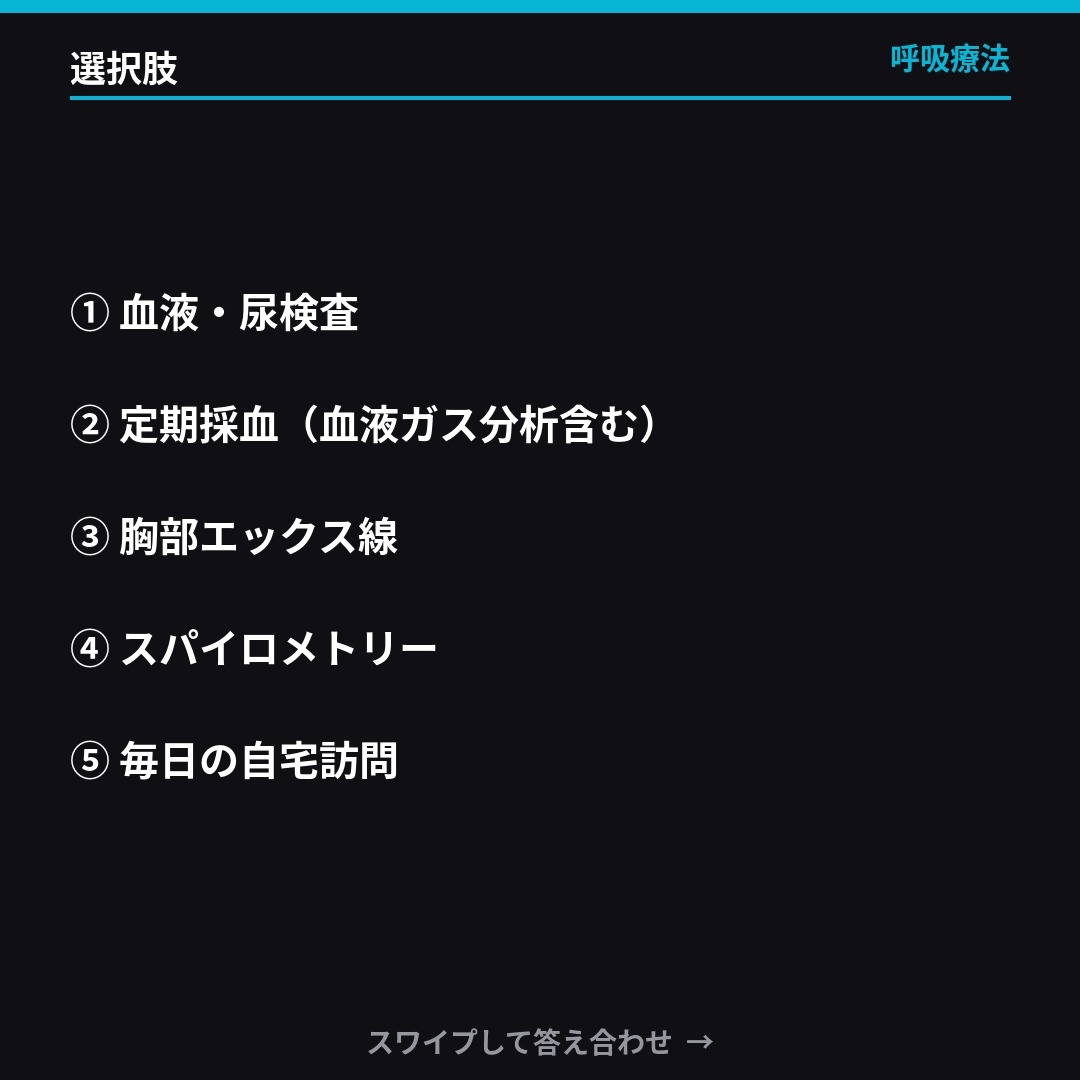 選択肢
呼吸療法
① 血液・尿検査
② 定期採血（血液ガス分析含む）
③ 胸部エックス線
④ スパイロメトリー
⑤ 毎日の自宅訪問
スワイプして答え合わせ →